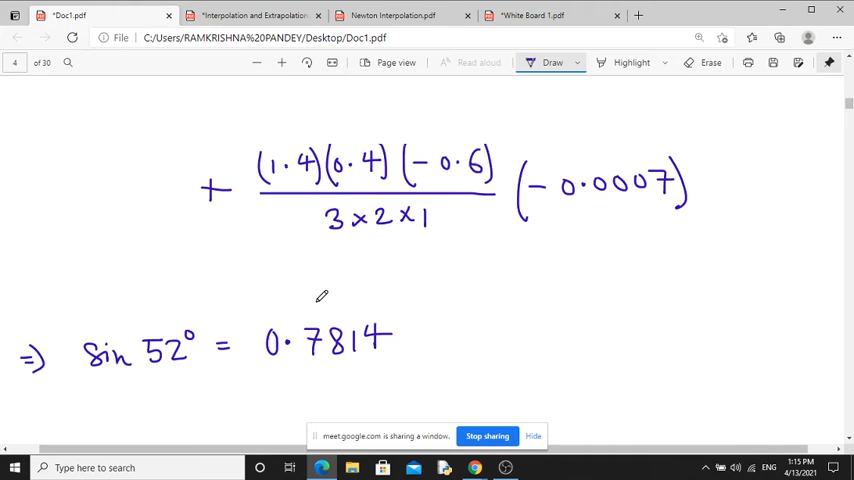 *Doc1.pdf
*Interpolation and Extrapolation.
Newton Interpolation.pdf
*White Board 1.pdf
File
C:/Users/RAMKRISHNA%20PANDEY/Desktop/Doc1.pdf
4 of 30
Page view
Read aloud
Draw
Highlight
Erase
+ (1.4)(0.4)(-0.6) (-0.0007)
3×2×1
⇒ Sin 52° = 0.7814
meet.google.com is sharing a window.
Stop sharing
Hide
Type here to search
ENG
1:15 PM
4/13/2021